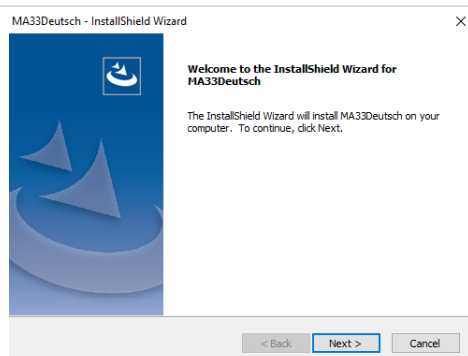 MA33Deutsch - InstallShield Wizard
Welcome to the InstallShield Wizard for
MA33Deutsch
The InstallShield Wizard will install MA33Deutsch on your
computer. To continue, click Next.
< Back
Next >
Cancel